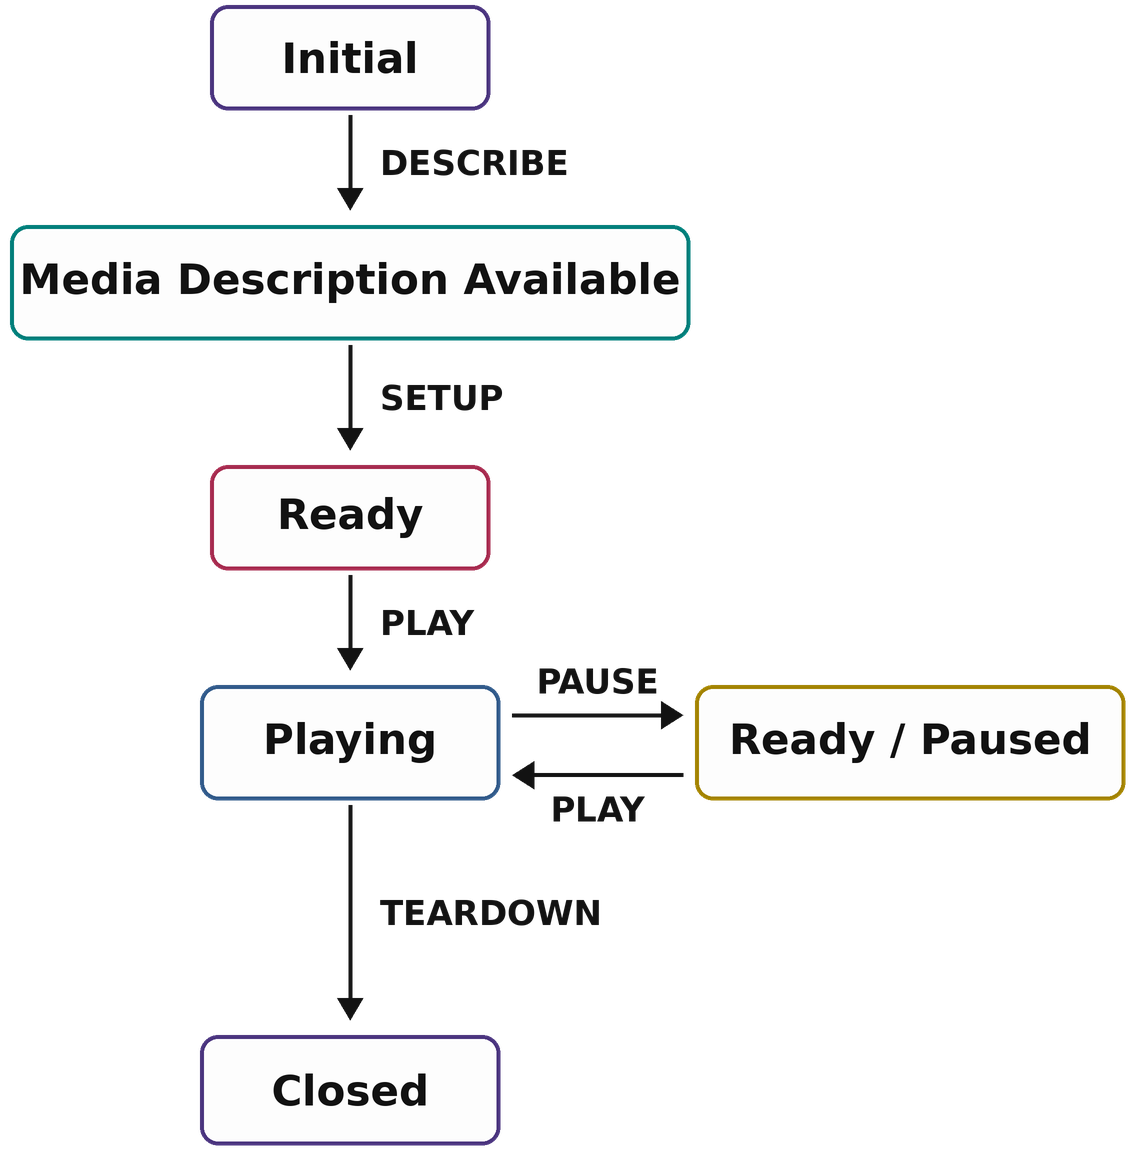 Initial
DESCRIBE
Media Description Available
SETUP
Ready
PLAY
PAUSE
Playing
Ready / Paused
PLAY
TEARDOWN
Closed